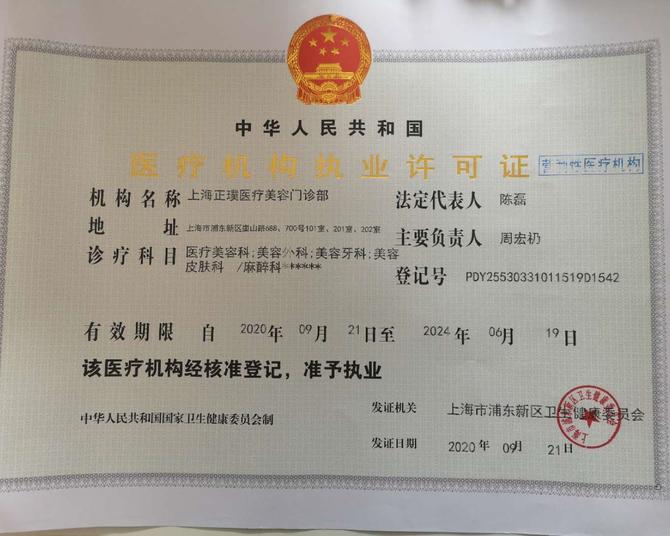 中华人民共和国
医疗机构执业许可证
营利性医疗机构
机构名称 上海正璞医疗美容门诊部
法定代表人 陈磊
地 址 上海市浦东新区崮山路688、700号101室、201室、202室
主要负责人 周宏礽
诊疗科目 医疗美容科;美容外科;美容牙科;美容
皮肤科 /麻醉科******
登记号 PDY25530331011519D1542
有效期限 自 2020年 09月 21日至 2024年 06月 19日
该医疗机构经核准登记，准予执业
中华人民共和国国家卫生健康委员会制
发证机关 上海市浦东新区卫生健康委员会
发证日期 2020年 09月 21日